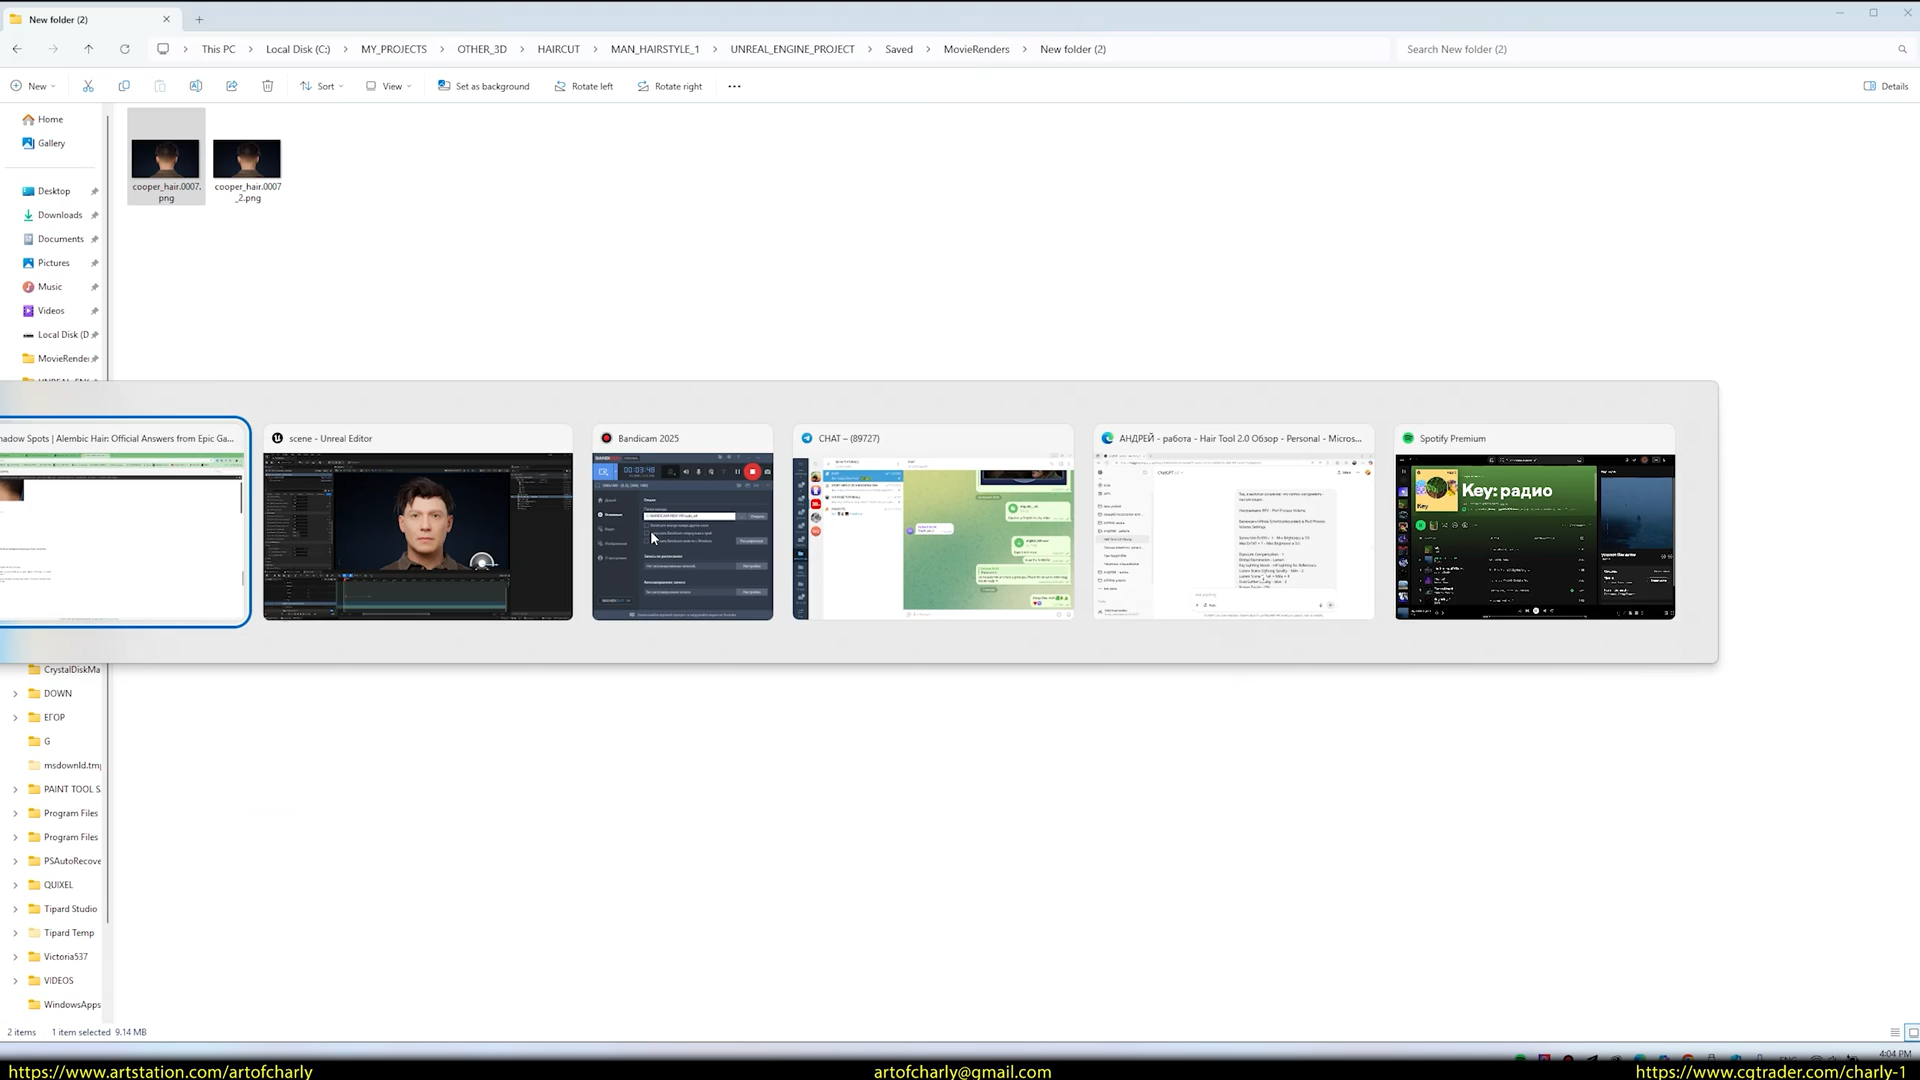 New folder (2)
This PC
Local Disk (C:)
MY_PROJECTS
OTHER_3D
HAIRCUT
MAN_HAIRSTYLE_1
UNREAL_ENGINE_PROJECT
Saved
MovieRenders
New folder (2)
Search New folder (2)
New
Sort
View
Set as background
Rotate left
Rotate right
Details
Home
Gallery
Desktop
Downloads
Documents
Pictures
Music
Videos
Local Disk (D
MovieRende
cooper_hair.0007.
png
cooper_hair.0007
_2.png
hadow Spots | Alembic Hair: Official Answers from Epic Ga...
scene - Unreal Editor
Bandicam 2025
CHAT – (89727)
АНДРЕЙ - работа - Hair Tool 2.0 Обзор - Personal - Micros...
Spotify Premium
00:03:48
Key: радио
CrystalDiskMa
DOWN
ЕГОР
G
msdownld.tmp
PAINT TOOL S
Program Files
Program Files
PSAutoRecove
QUIXEL
Tipard Studio
Tipard Temp
Victoria537
VIDEOS
WindowsApps
2 items
1 item selected 9.14 MB
4:04 PM
https://www.artstation.com/artofcharly
artofcharly@gmail.com
https://www.cgtrader.com/charly-1